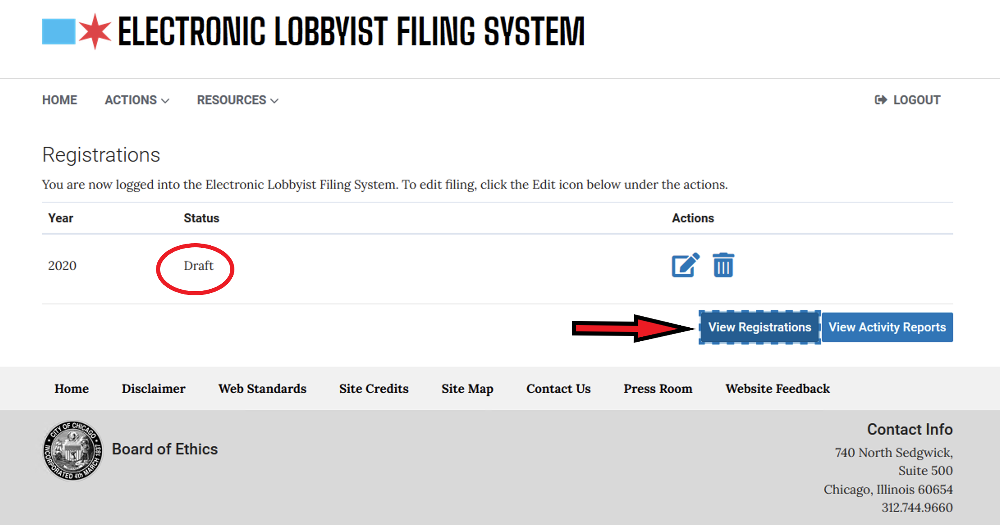 ELECTRONIC LOBBYIST FILING SYSTEM
HOME ACTIONS RESOURCES LOGOUT
Registrations
You are now logged into the Electronic Lobbyist Filing System. To edit filing, click the Edit icon below under the actions.
Year Status Actions
2020 Draft
View Registrations View Activity Reports
Home Disclaimer Web Standards Site Credits Site Map Contact Us Press Room Website Feedback
CITY OF CHICAGO
INCORPORATED 4th MARCH 1837
Board of Ethics
Contact Info
740 North Sedgwick,
Suite 500
Chicago, Illinois 60654
312.744.9660